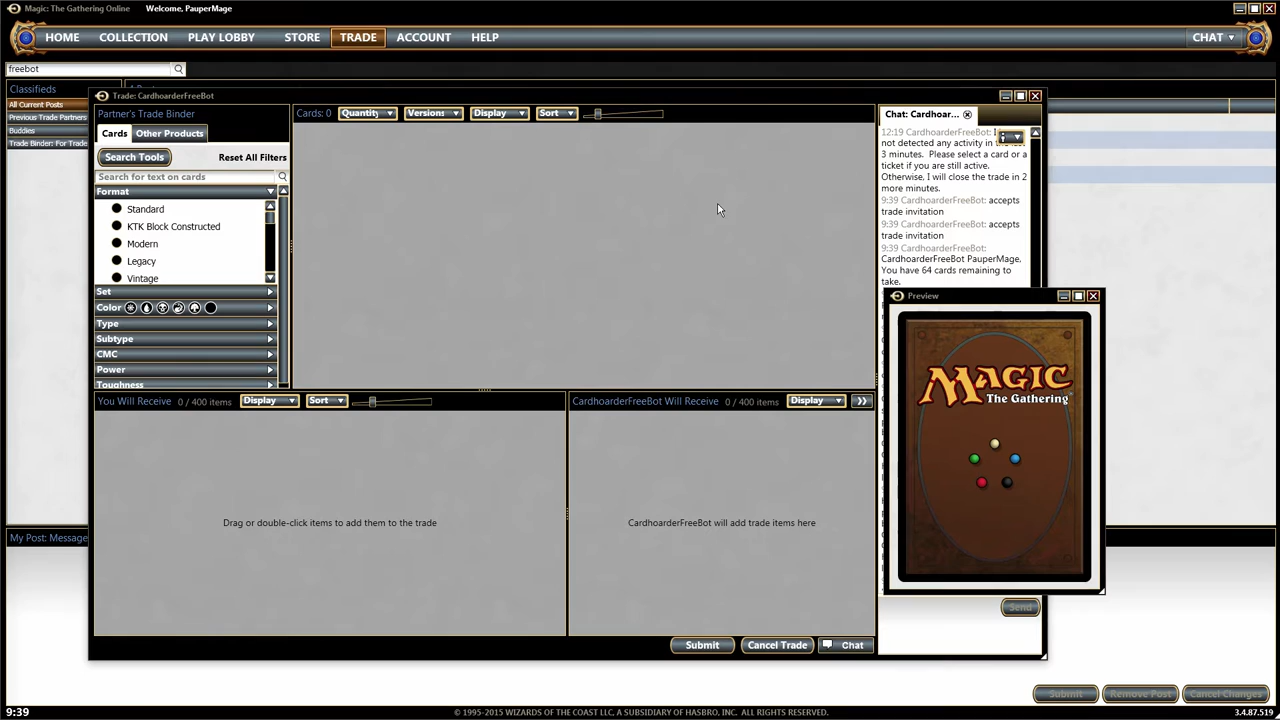 Magic: The Gathering Online Welcome, PauperMage
HOME COLLECTION PLAY LOBBY STORE TRADE ACCOUNT HELP CHAT
freebot
Classifieds
All Current Posts
Previous Trade Partners
Buddies
Trade Binder: For Trade
Trade: CardhoarderFreeBot
Partner's Trade Binder
Cards Other Products
Search Tools Reset All Filters
Search for text on cards
Format
Standard
KTK Block Constructed
Modern
Legacy
Vintage
Set
Color
Type
Subtype
CMC
Power
Toughness
Cards: 0 Quantity Versions Display Sort
Chat: Cardhoar...
12:19 CardhoarderFreeBot:
not detected any activity in
3 minutes. Please select a card or a
ticket if you are still active.
Otherwise, I will close the trade in 2
more minutes.
9:39 CardhoarderFreeBot: accepts
trade invitation
9:39 CardhoarderFreeBot: accepts
trade invitation
9:39 CardhoarderFreeBot:
CardhoarderFreeBot PauperMage,
You have 64 cards remaining to
take.
Preview
MAGIC
The Gathering
You Will Receive 0 / 400 items Display Sort
CardhoarderFreeBot Will Receive 0 / 400 items Display
Drag or double-click items to add them to the trade
CardhoarderFreeBot will add trade items here
Send
Submit Cancel Trade Chat
My Post: Message
Submit Remove Post Cancel Changes
9:39 © 1995-2015 WIZARDS OF THE COAST LLC, A SUBSIDIARY OF HASBRO, INC. ALL RIGHTS RESERVED. 3.4.87.519